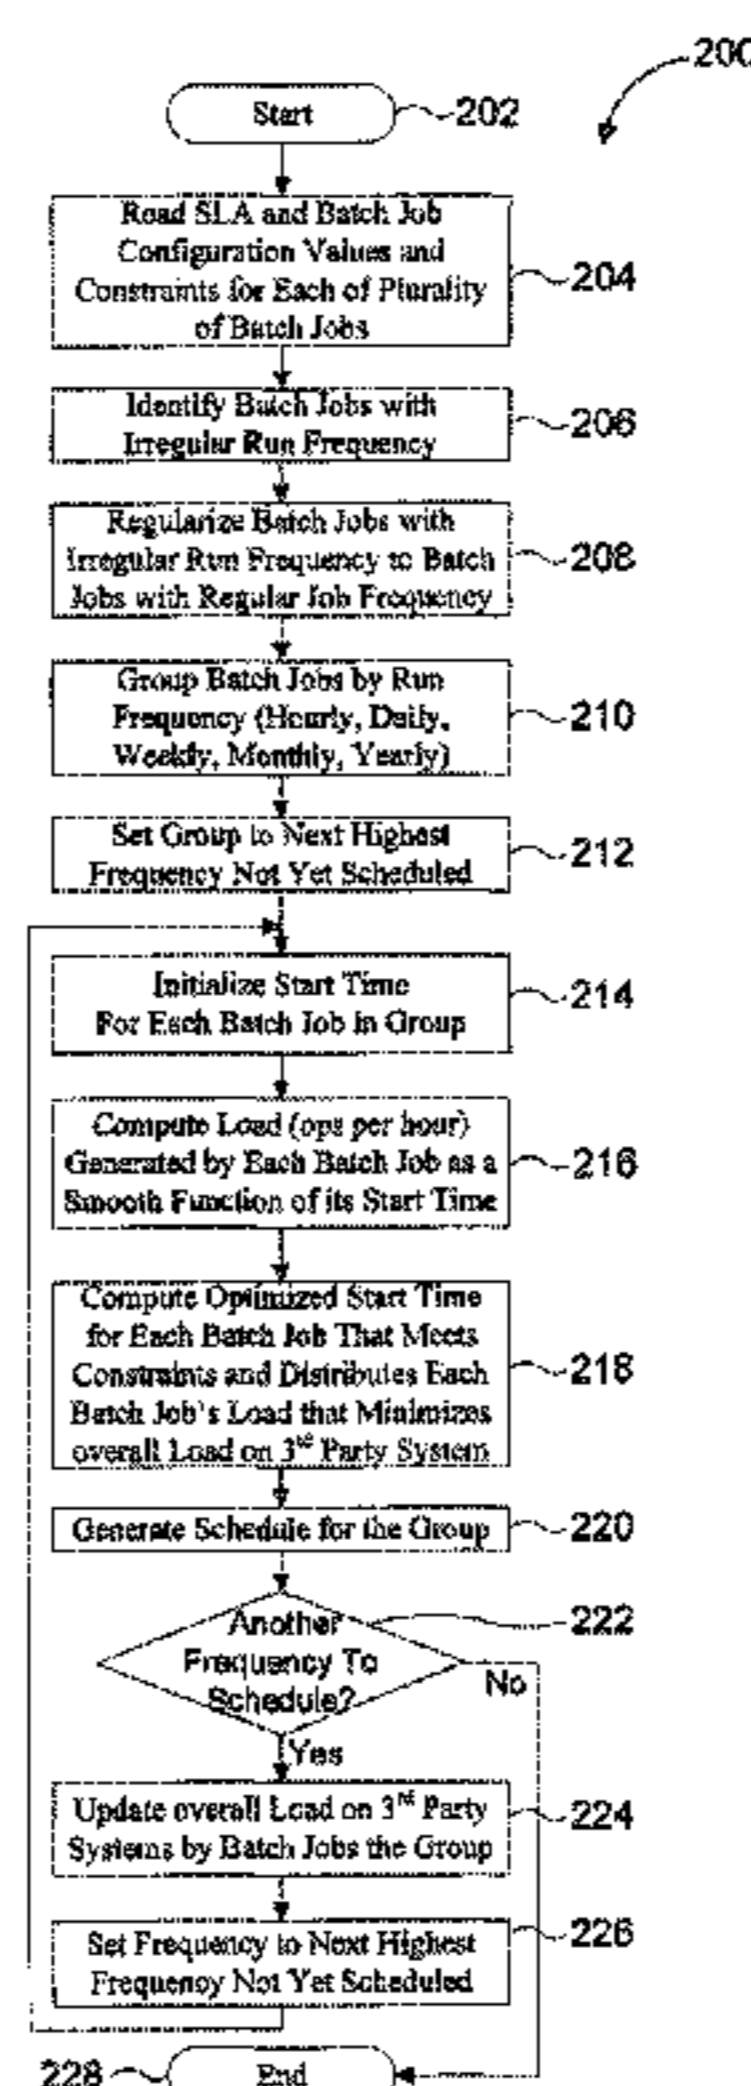 200
Start
202
Read SLA and Batch Job
Configuration Values and
Constraints for Each of Plurality
of Batch Jobs
204
Identify Batch Jobs with
Irregular Run Frequency
206
Regularize Batch Jobs with
Irregular Run Frequency to Batch
Jobs with Regular Job Frequency
208
Group Batch Jobs by Run
Frequency (Hourly, Daily,
Weekly, Monthly, Yearly)
210
Set Group to Next Highest
Frequency Not Yet Scheduled
212
Initialize Start Time
For Each Batch Job in Group
214
Compute Load (ops per hour)
Generated by Each Batch Job as a
Smooth Function of its Start Time
216
Compute Optimized Start Time
for Each Batch Job That Meets
Constraints and Distributes Each
Batch Job's Load that Minimizes
overall Load on 3rd Party System
218
Generate Schedule for the Group
220
Another
Frequency To
Schedule?
222
No
Yes
Update overall Load on 3rd Party
Systems by Batch Jobs the Group
224
Set Frequency to Next Highest
Frequency Not Yet Scheduled
226
228
End